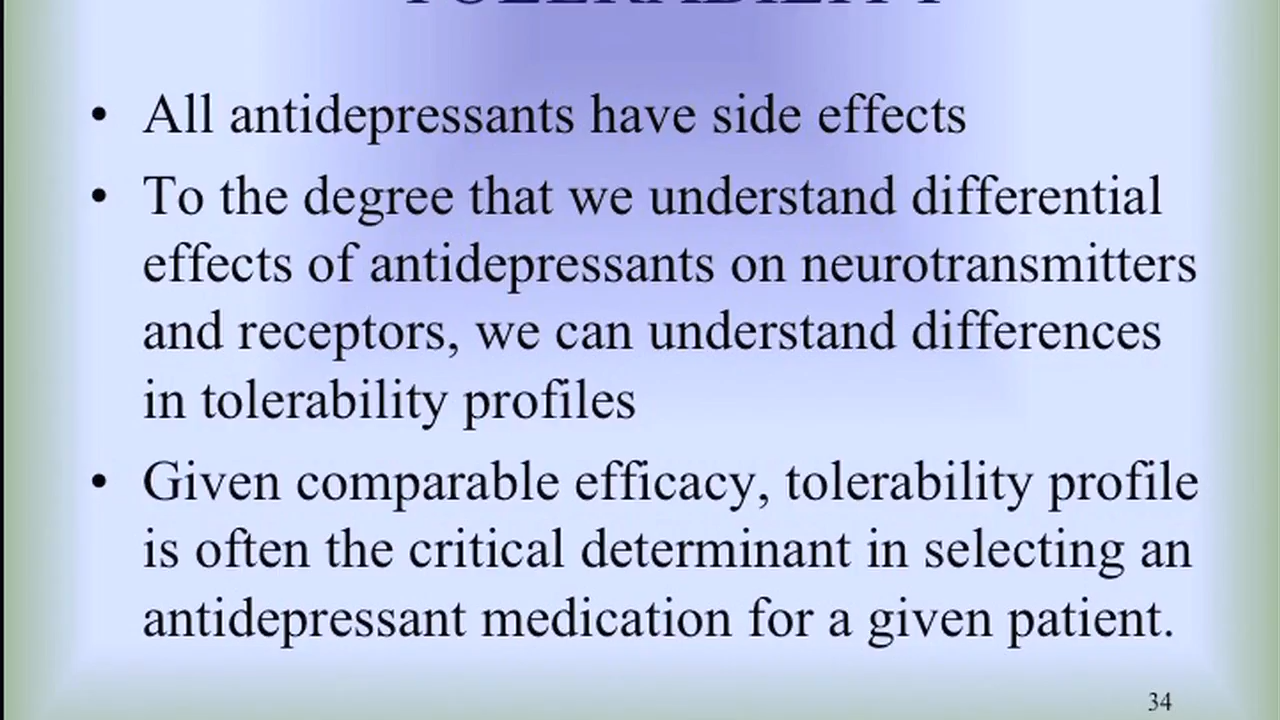 TOLERABILITY
• All antidepressants have side effects
• To the degree that we understand differential
effects of antidepressants on neurotransmitters
and receptors, we can understand differences
in tolerability profiles
• Given comparable efficacy, tolerability profile
is often the critical determinant in selecting an
antidepressant medication for a given patient.
34